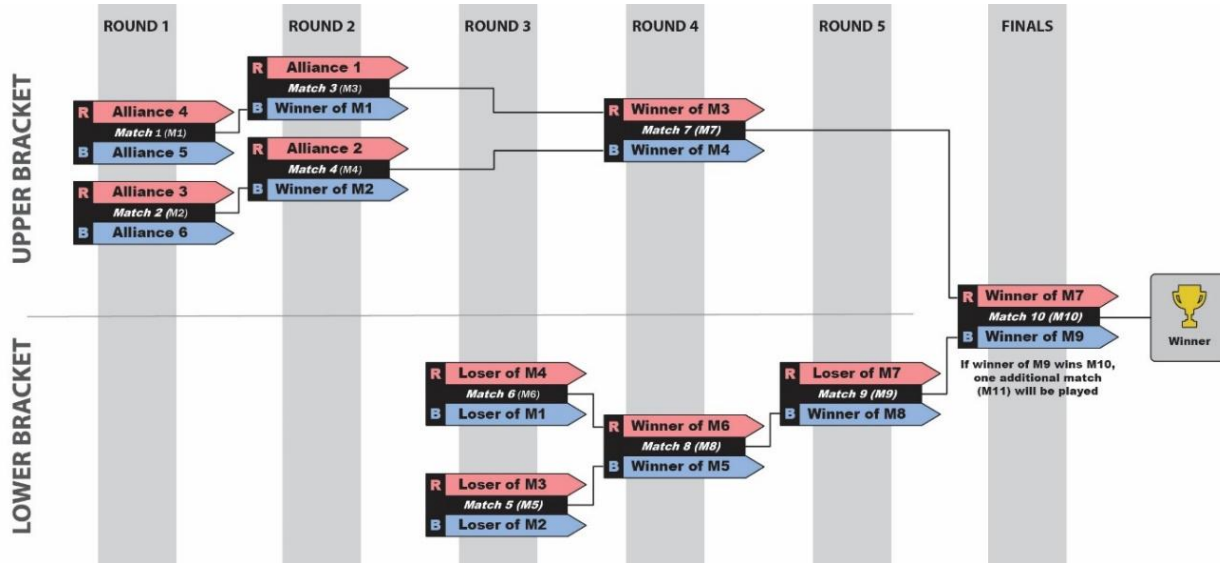 ROUND 1
ROUND 2
ROUND 3
ROUND 4
ROUND 5
FINALS
UPPER BRACKET
R Alliance 4
Match 1 (M1)
B Alliance 5
R Alliance 3
Match 2 (M2)
B Alliance 6
R Alliance 1
Match 3 (M3)
B Winner of M1
R Alliance 2
Match 4 (M4)
B Winner of M2
R Winner of M3
Match 7 (M7)
B Winner of M4
LOWER BRACKET
R Loser of M4
Match 6 (M6)
B Loser of M1
R Loser of M3
Match 5 (M5)
B Loser of M2
R Winner of M6
Match 8 (M8)
B Winner of M5
R Loser of M7
Match 9 (M9)
B Winner of M8
R Winner of M7
Match 10 (M10)
B Winner of M9
If winner of M9 wins M10,
one additional match
(M11) will be played
Winner